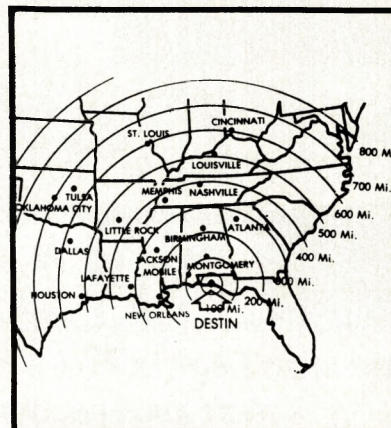 CINCINNATI
ST. LOUIS
800 Mi.
LOUISVILLE
700 Mi.
TULSA
MEMPHIS
NASHVILLE
OKLAHOMA CITY
600 Mi.
LITTLE ROCK
ATLANTA
500 Mi.
BIRMINGHAM
DALLAS
JACKSON
400 Mi.
MONTGOMERY
MOBILE
LAFAYETTE
300 Mi.
HOUSTON
200 Mi.
100 Mi.
NEW ORLEANS
DESTIN